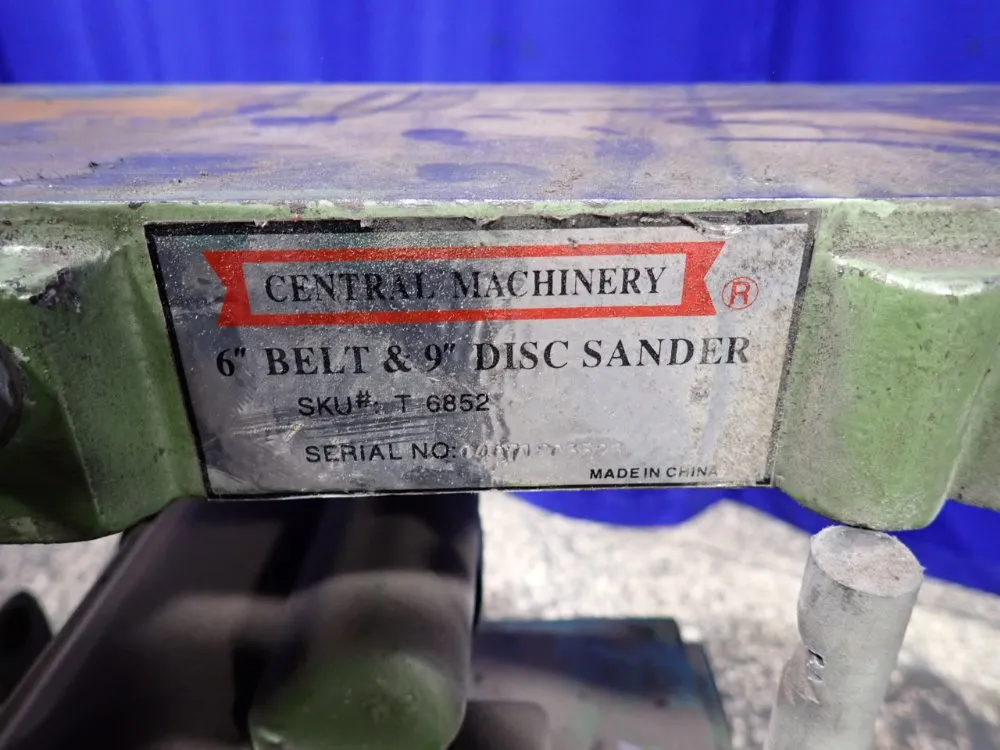 CENTRAL MACHINERY
®
6" BELT & 9" DISC SANDER
SKU#: T 6852
SERIAL NO:
MADE IN CHINA